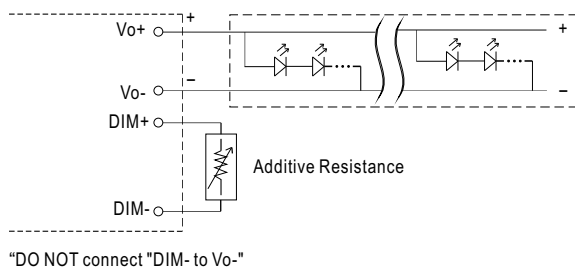 Vo+
+
+
Vo-
−
−
DIM+
Additive Resistance
DIM-
“DO NOT connect "DIM- to Vo-"